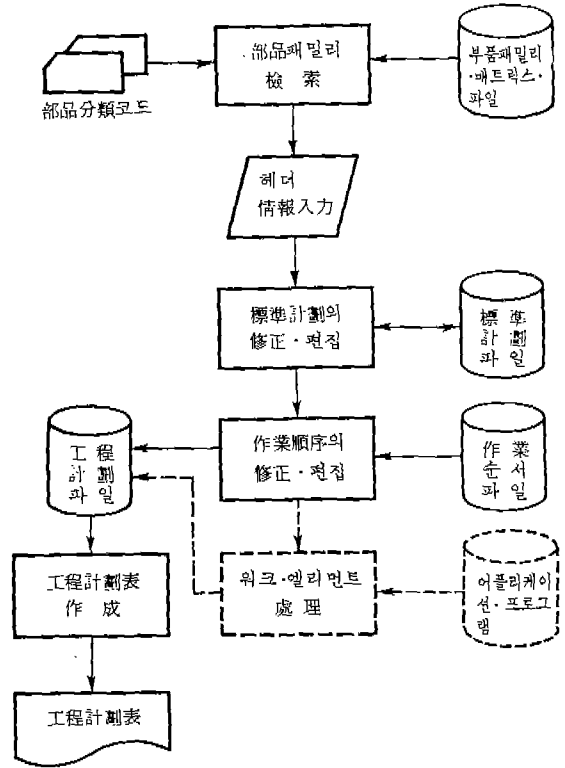 部品패밀리
檢索
부품패밀리
·매트릭스·
파일
部品分類코드
헤더
情報入力
標準計劃의
修正·편집
標準
計劃
파일
工程
計劃
파일
作業順序의
修正·편집
作業
순서
파일
工程計劃表
作成
워크·엘리먼트
處理
어플리케이
션·프로그
램
工程計劃表